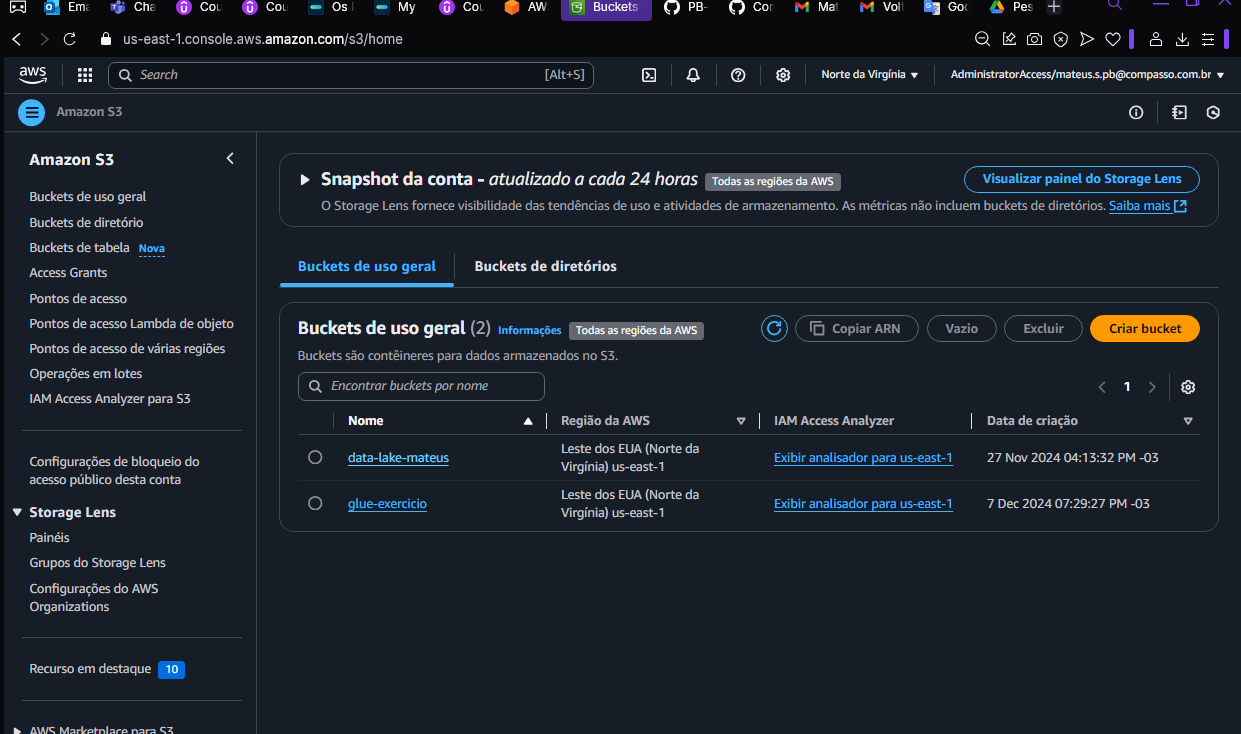 Ema
Cha
Cou
Cou
Os
My
Cou
AW
Buckets
PB-
Cor
Mat
Volt
Goo
Pes
us-east-1.console.aws.amazon.com/s3/home
aws
Search
[Alt+S]
Norte da Virgínia
AdministratorAccess/mateus.s.pb@compasso.com.br
Amazon S3
Amazon S3
Buckets de uso geral
Buckets de diretório
Buckets de tabela Nova
Access Grants
Pontos de acesso
Pontos de acesso Lambda de objeto
Pontos de acesso de várias regiões
Operações em lotes
IAM Access Analyzer para S3
Configurações de bloqueio do
acesso público desta conta
Storage Lens
Painéis
Grupos do Storage Lens
Configurações do AWS
Organizations
Recurso em destaque 10
AWS Marketplace para S3
Snapshot da conta - atualizado a cada 24 horas Todas as regiões da AWS
Visualizar painel do Storage Lens
O Storage Lens fornece visibilidade das tendências de uso e atividades de armazenamento. As métricas não incluem buckets de diretórios. Saiba mais
Buckets de uso geral
Buckets de diretórios
Buckets de uso geral (2) Informações Todas as regiões da AWS
Copiar ARN
Vazio
Excluir
Criar bucket
Buckets são contêineres para dados armazenados no S3.
Encontrar buckets por nome
1
Nome
Região da AWS
IAM Access Analyzer
Data de criação
data-lake-mateus
Leste dos EUA (Norte da
Virgínia) us-east-1
Exibir analisador para us-east-1
27 Nov 2024 04:13:32 PM -03
glue-exercicio
Leste dos EUA (Norte da
Virgínia) us-east-1
Exibir analisador para us-east-1
7 Dec 2024 07:29:27 PM -03